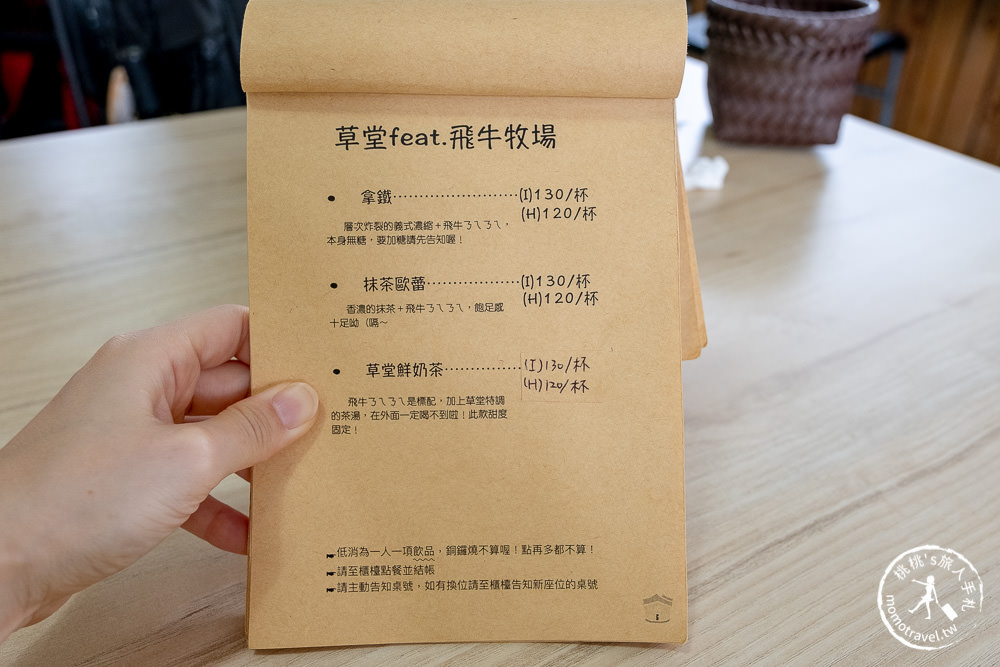 草堂feat.飛牛牧場
● 拿鐵························(I)130/杯
(H)120/杯
層次炸裂的義式濃縮+飛牛ㄋㄟㄋㄟ,
本身無糖,要加糖請先告知喔!
● 抹茶歐蕾··················(I)130/杯
(H)120/杯
香濃的抹茶+飛牛ㄋㄟㄋㄟ,飽足感
十足呦(嗝~
● 草堂鮮奶茶···············(I)130/杯
(H)120/杯
飛牛ㄋㄟㄋㄟ是標配,加上草堂特調
的茶湯,在外面一定喝不到啦!此款甜度
固定!
☛低消為一人一項飲品,銅鑼燒不算喔!點再多都不算!
☛請至櫃檯點餐並結帳
☛請主動告知桌號,如有換位請至櫃檯告知新座位的桌號
桃桃's旅人手札
momotravel.tw